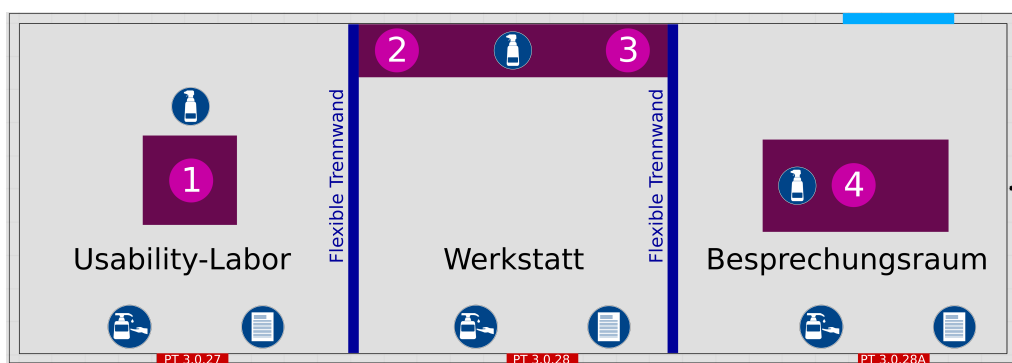 2
3
Flexible Trennwand
Flexible Trennwand
1
4
Usability-Labor
Werkstatt
Besprechungsraum
PT 3.0.27
PT 3.0.28
PT 3.0.28A